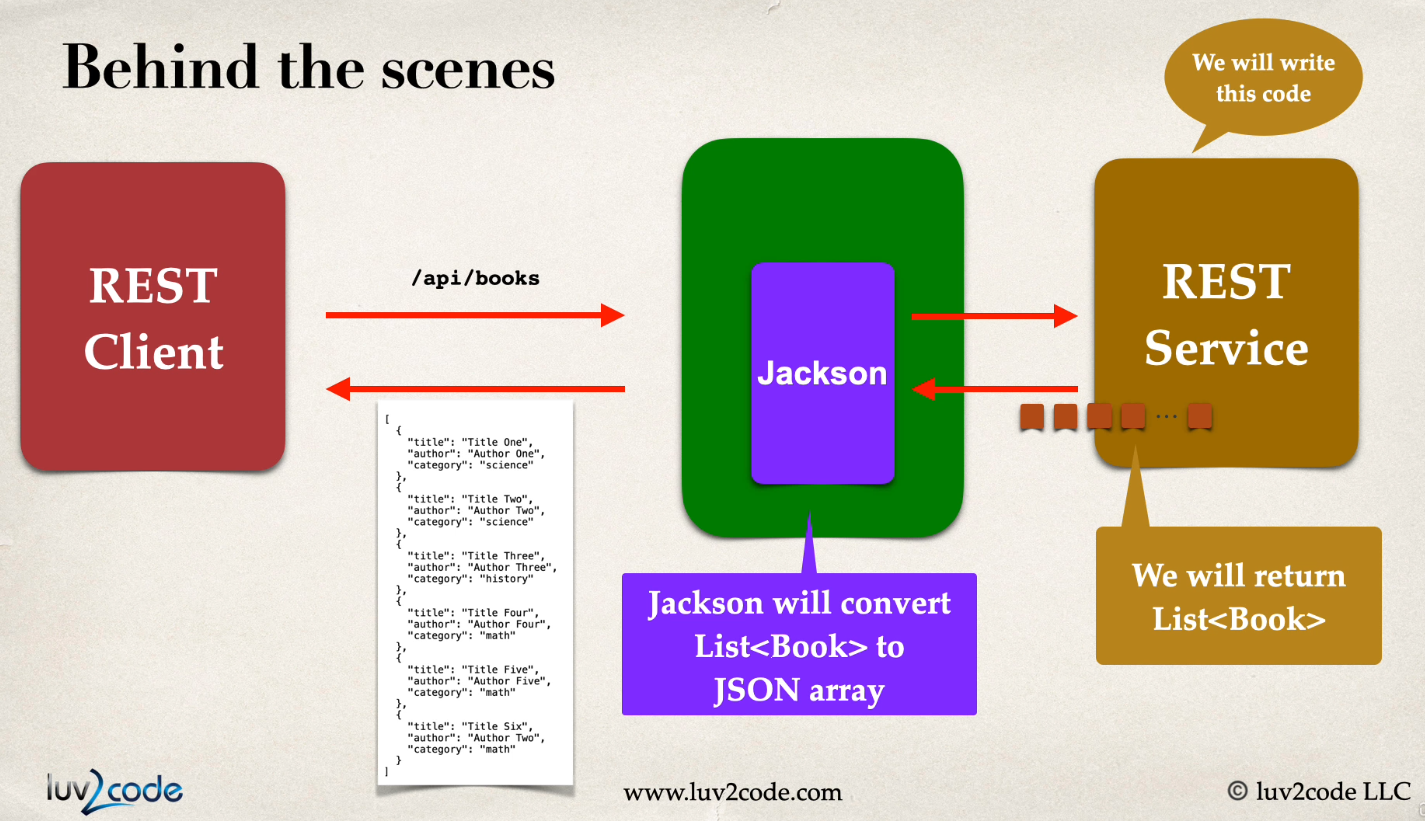 Behind the scenes
We will write
this code
REST
Client
/api/books
Jackson
REST
Service
...
[
  {
    "title": "Title One",
    "author": "Author One",
    "category": "science"
  },
  {
    "title": "Title Two",
    "author": "Author Two",
    "category": "science"
  },
  {
    "title": "Title Three",
    "author": "Author Three",
    "category": "history"
  },
  {
    "title": "Title Four",
    "author": "Author Four",
    "category": "math"
  },
  {
    "title": "Title Five",
    "author": "Author Five",
    "category": "math"
  },
  {
    "title": "Title Six",
    "author": "Author Two",
    "category": "math"
  }
]
Jackson will convert
List<Book> to
JSON array
We will return
List<Book>
luv2code
www.luv2code.com
© luv2code LLC